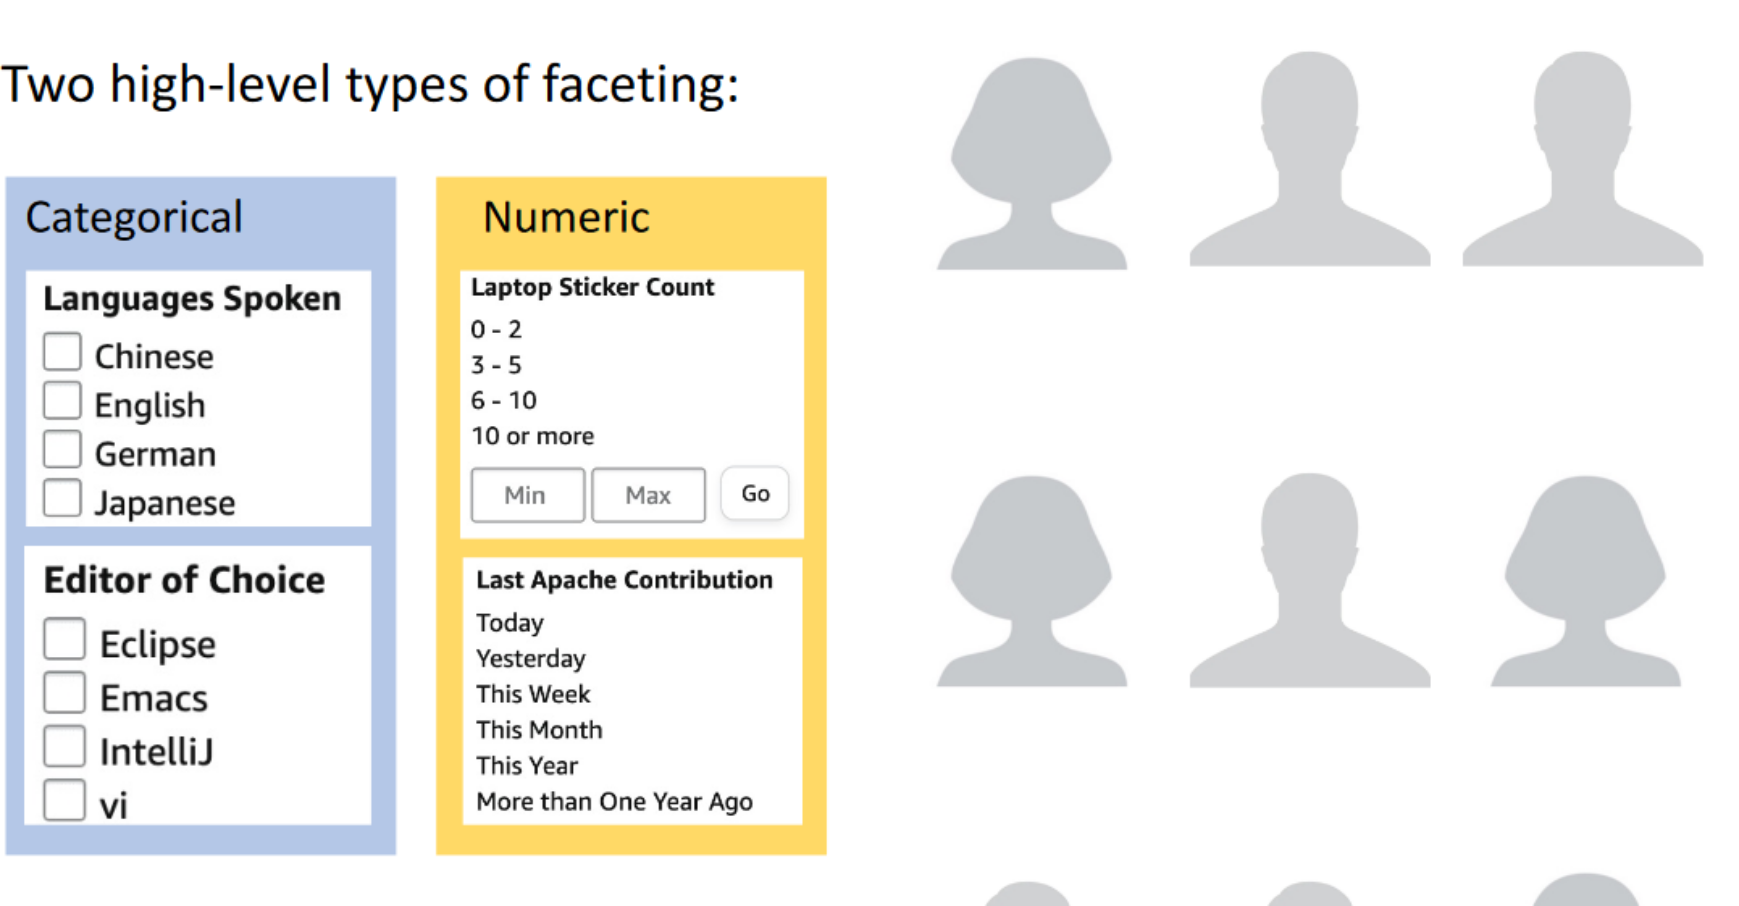 Two high-level types of faceting:
Categorical
Languages Spoken
Chinese
English
German
Japanese
Editor of Choice
Eclipse
Emacs
IntelliJ
vi
Numeric
Laptop Sticker Count
0 - 2
3 - 5
6 - 10
10 or more
Min Max Go
Last Apache Contribution
Today
Yesterday
This Week
This Month
This Year
More than One Year Ago